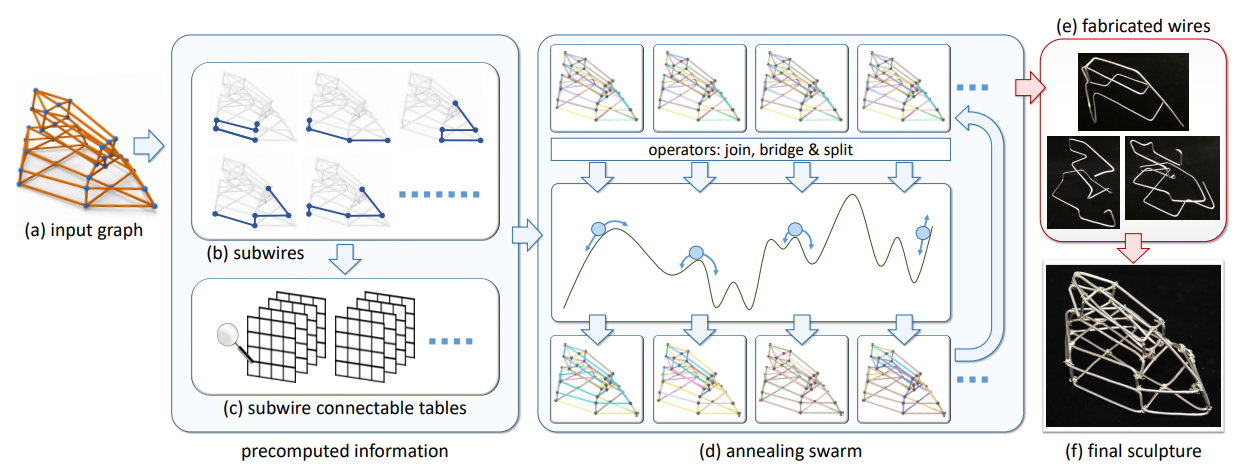 (e) fabricated wires
operators: join, bridge & split
(a) input graph
(b) subwires
(c) subwire connectable tables
precomputed information
(d) annealing swarm
(f) final sculpture